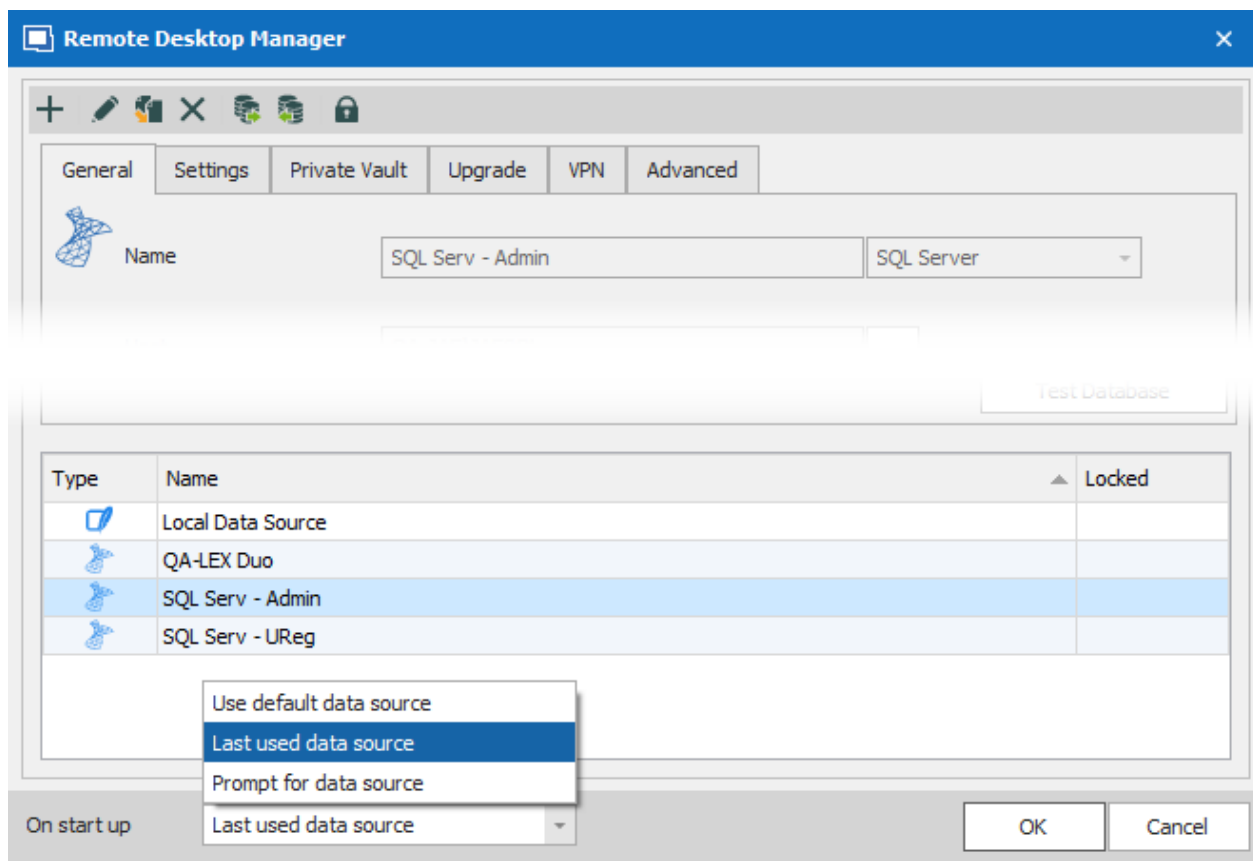 Remote Desktop Manager
General Settings Private Vault Upgrade VPN Advanced
Name SQL Serv - Admin SQL Server
Test Database
Type Name Locked
Local Data Source
QA-LEX Duo
SQL Serv - Admin
SQL Serv - UReg
Use default data source
Last used data source
Prompt for data source
On start up Last used data source OK Cancel